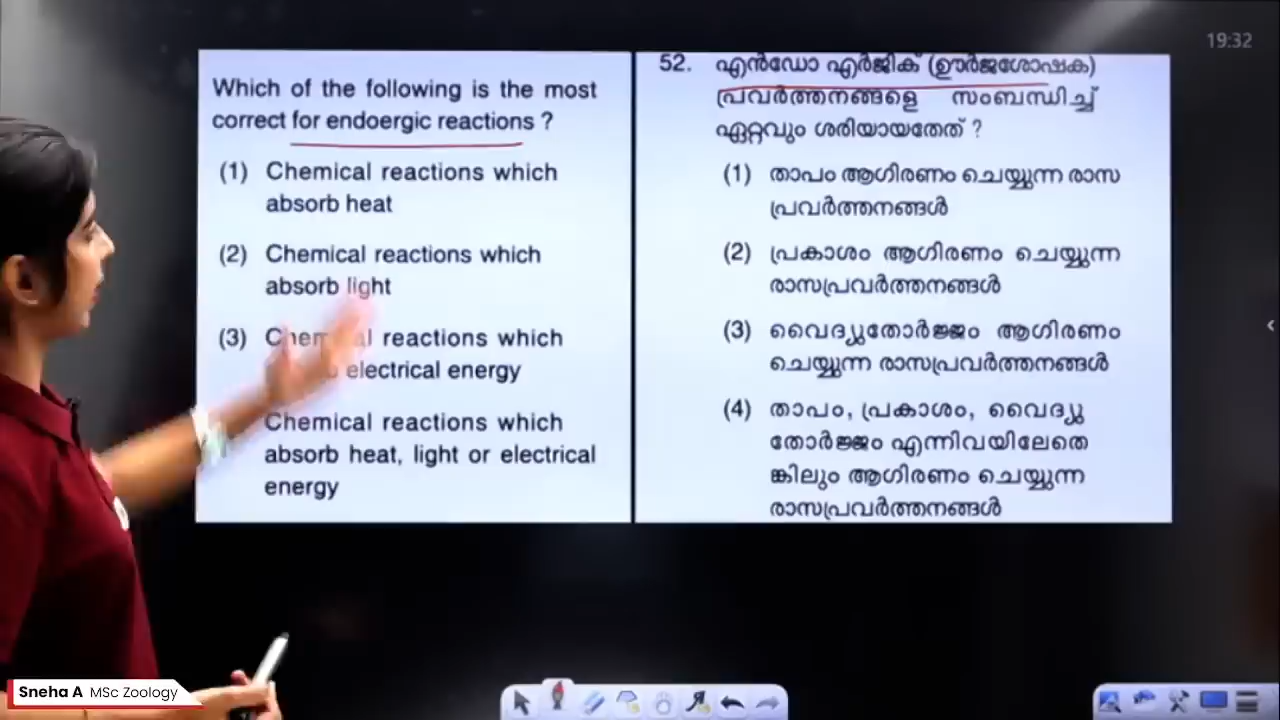 19:32
Which of the following is the most
correct for endoergic reactions ?
(1) Chemical reactions which
absorb heat
(2) Chemical reactions which
absorb light
(3) Chemical reactions which
electrical energy
Chemical reactions which
absorb heat, light or electrical
energy
52. എൻഡോ എർജിക് (ഊർജശോഷക)
പ്രവർത്തനങ്ങളെ സംബന്ധിച്ച്
ഏറ്റവും ശരിയായതേത് ?
(1) താപം ആഗിരണം ചെയ്യുന്ന രാസ
പ്രവർത്തനങ്ങൾ
(2) പ്രകാശം ആഗിരണം ചെയ്യുന്ന
രാസപ്രവർത്തനങ്ങൾ
(3) വൈദ്യുതോർജ്ജം ആഗിരണം
ചെയ്യുന്ന രാസപ്രവർത്തനങ്ങൾ
(4) താപം, പ്രകാശം, വൈദ്യു
തോർജ്ജം എന്നിവയിലേതെ
ങ്കിലും ആഗിരണം ചെയ്യുന്ന
രാസപ്രവർത്തനങ്ങൾ
Sneha A MSc Zoology